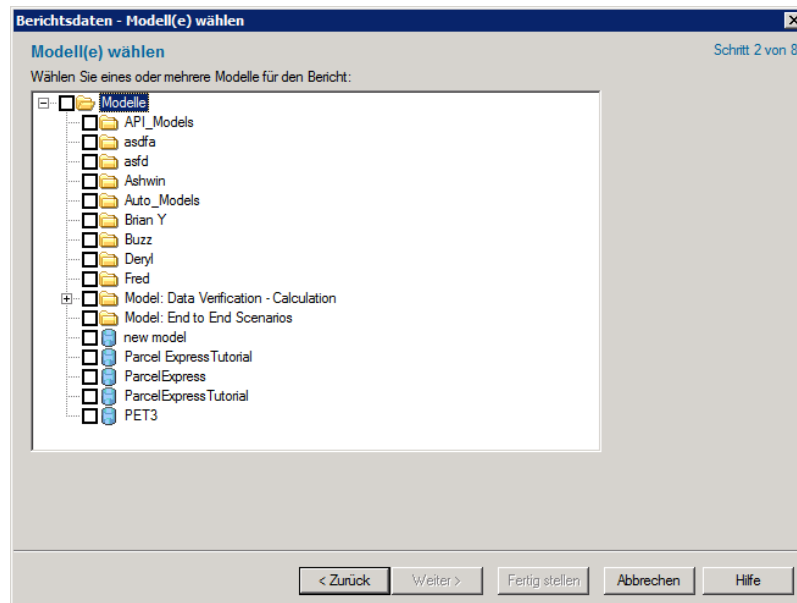 Berichtsdaten - Modell(e) wählen
Modell(e) wählen
Schritt 2 von 8
Wählen Sie eines oder mehrere Modelle für den Bericht:
Modelle
API_Models
asdfa
asfd
Ashwin
Auto_Models
Brian Y
Buzz
Deryl
Fred
Model: Data Verification - Calculation
Model: End to End Scenarios
new model
Parcel ExpressTutorial
ParcelExpress
ParcelExpressTutorial
PET3
< Zurück Weiter > Fertig stellen Abbrechen Hilfe